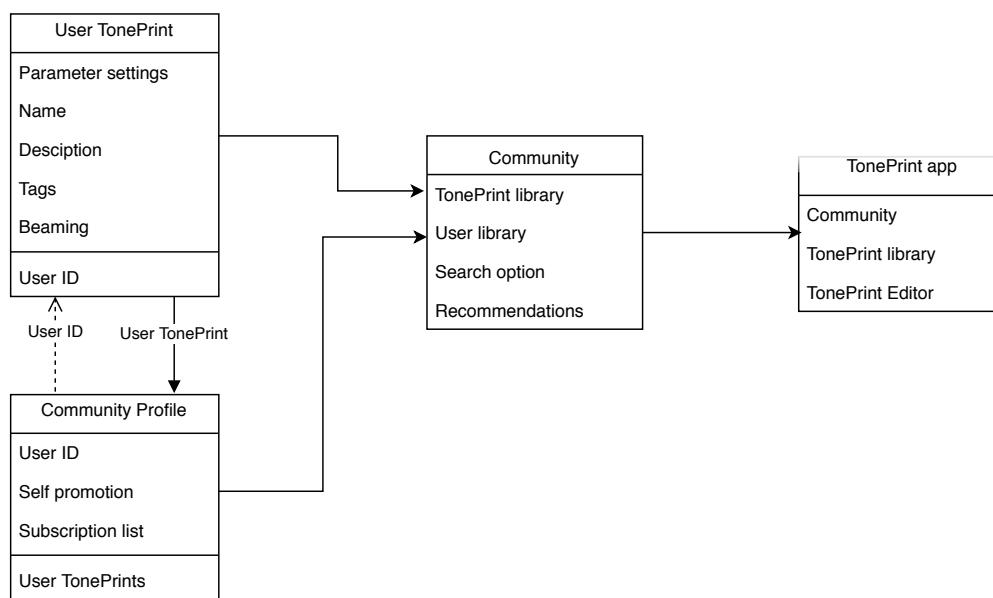 User TonePrint
Parameter settings
Name
Desciption
Tags
Beaming
User ID
User ID
User TonePrint
Community Profile
User ID
Self promotion
Subscription list
User TonePrints
Community
TonePrint library
User library
Search option
Recommendations
TonePrint app
Community
TonePrint library
TonePrint Editor